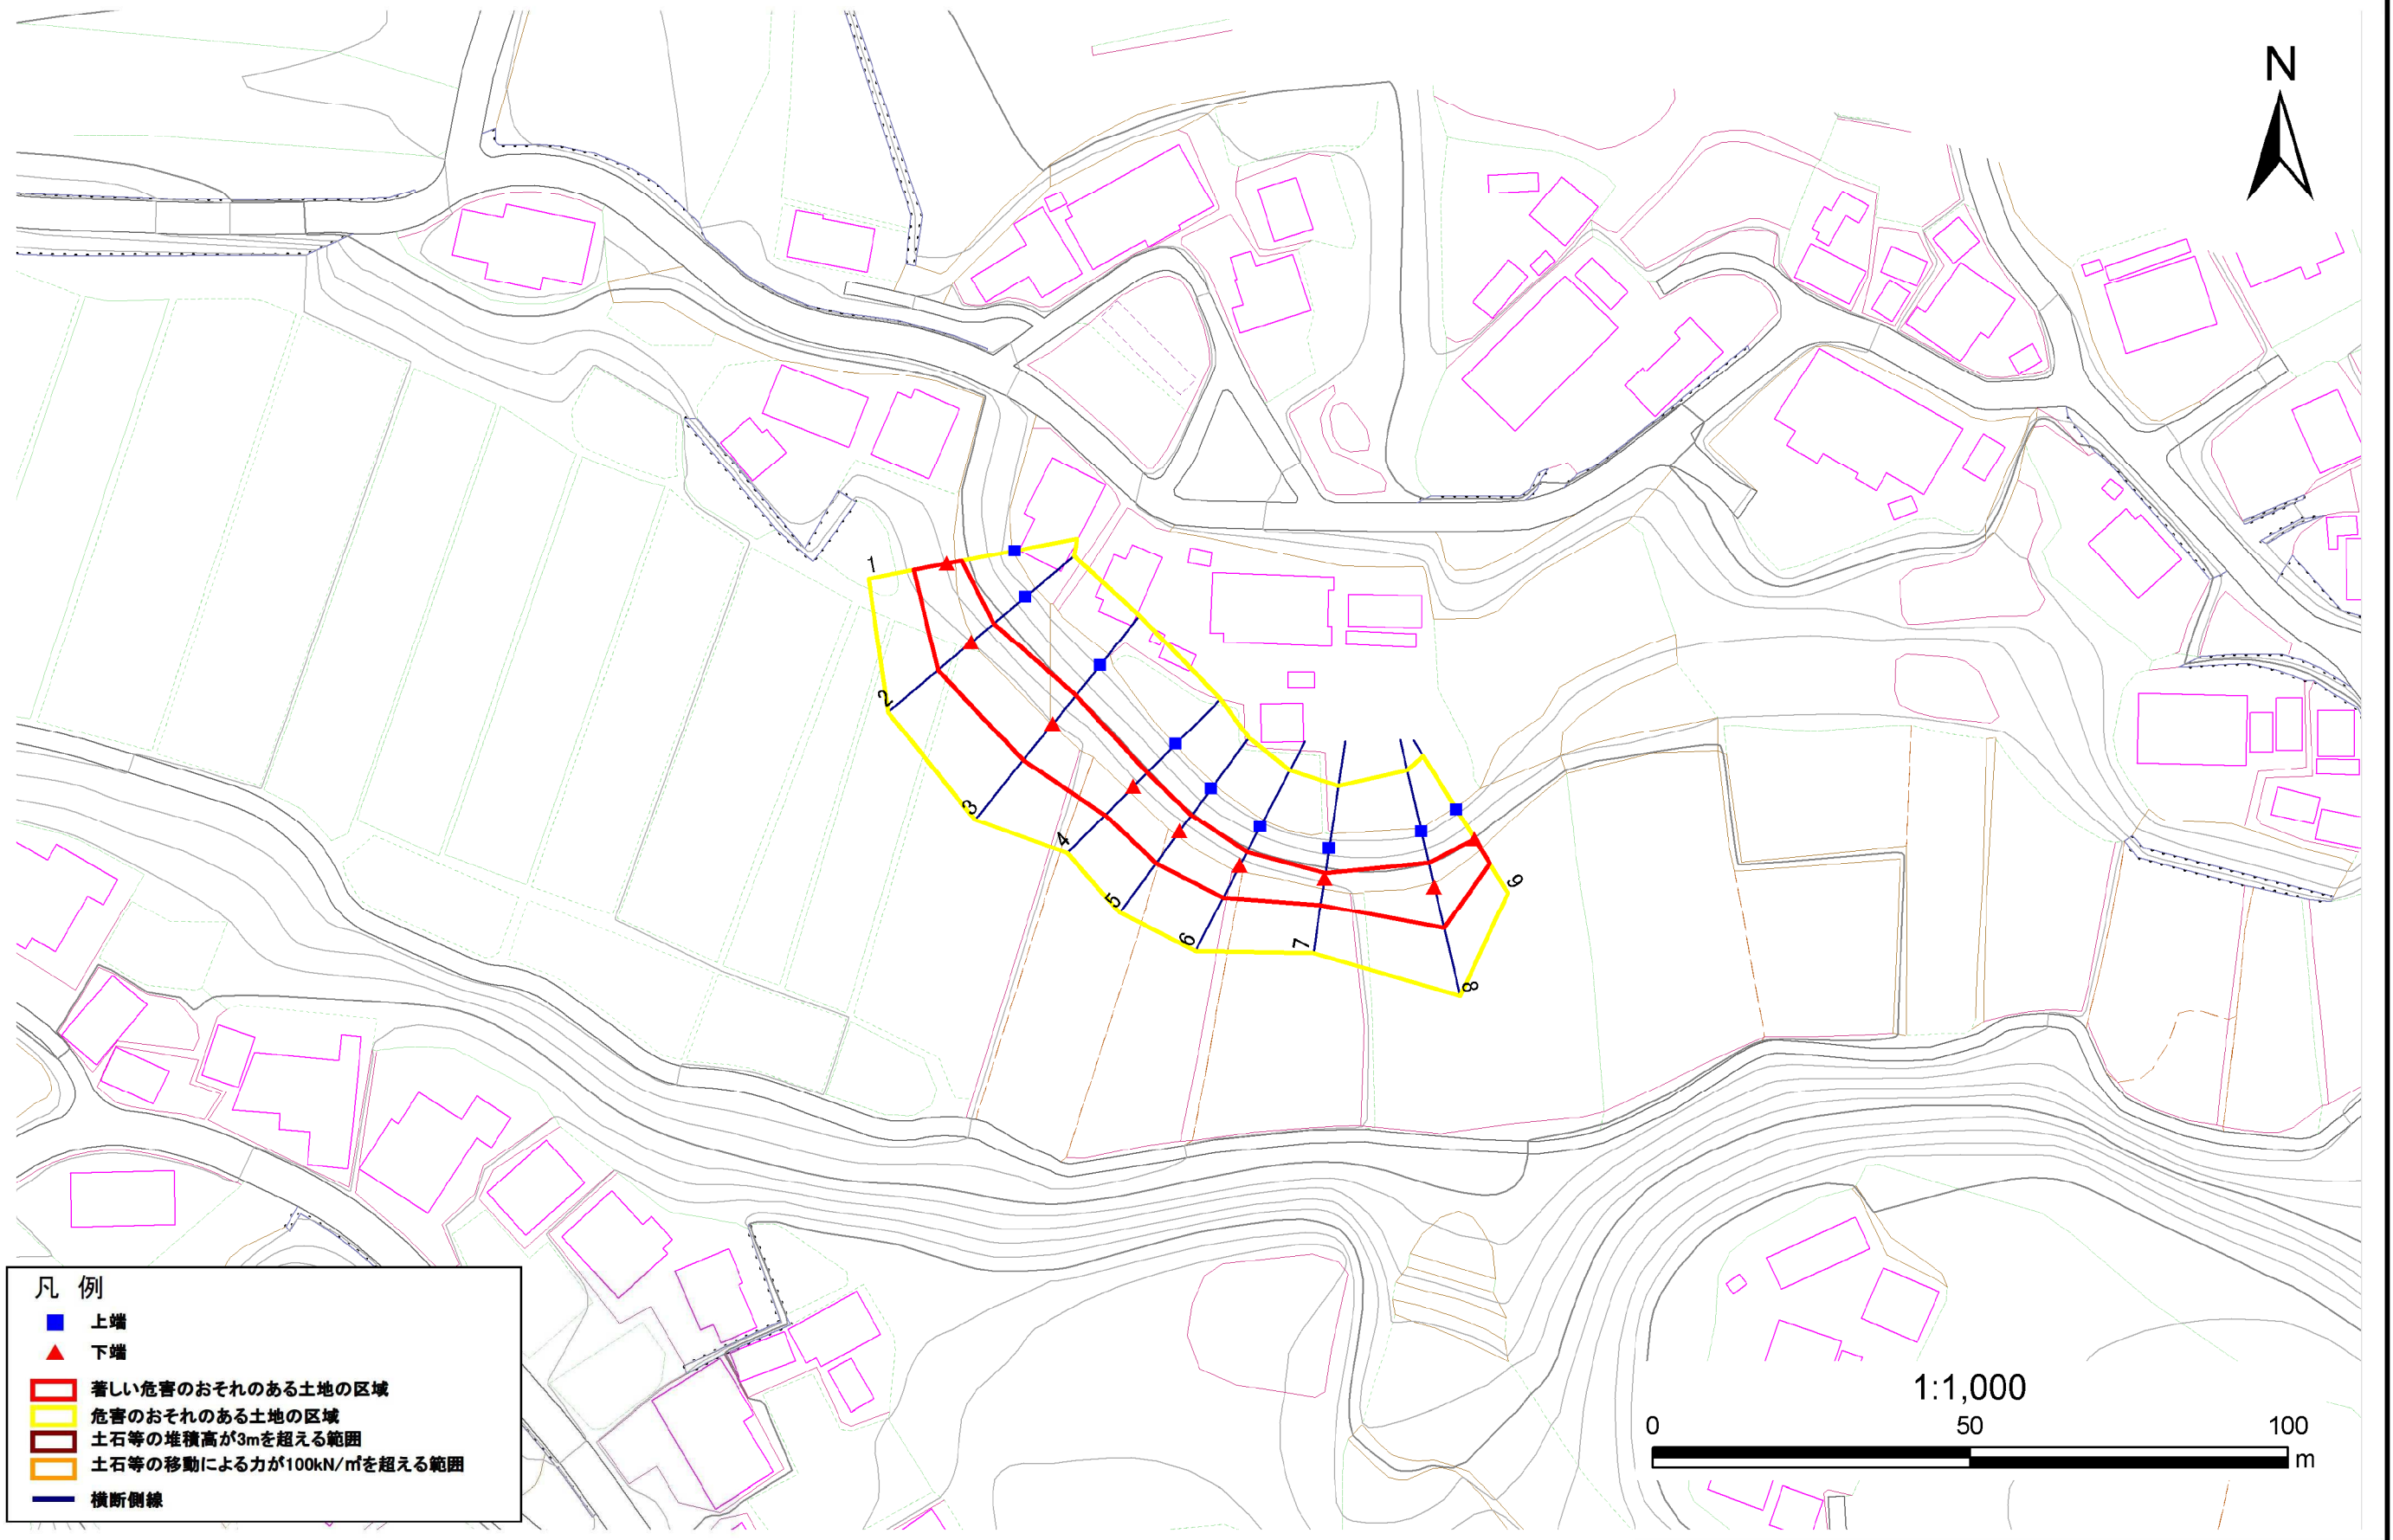 N
1
2
3
4
5
6
7
8
9
凡 例
上端
下端
著しい危害のおそれのある土地の区域
危害のおそれのある土地の区域
土石等の堆積高が3mを超える範囲
土石等の移動による力が100kN/㎡を超える範囲
横断側線
1:1,000
0 50 100
m